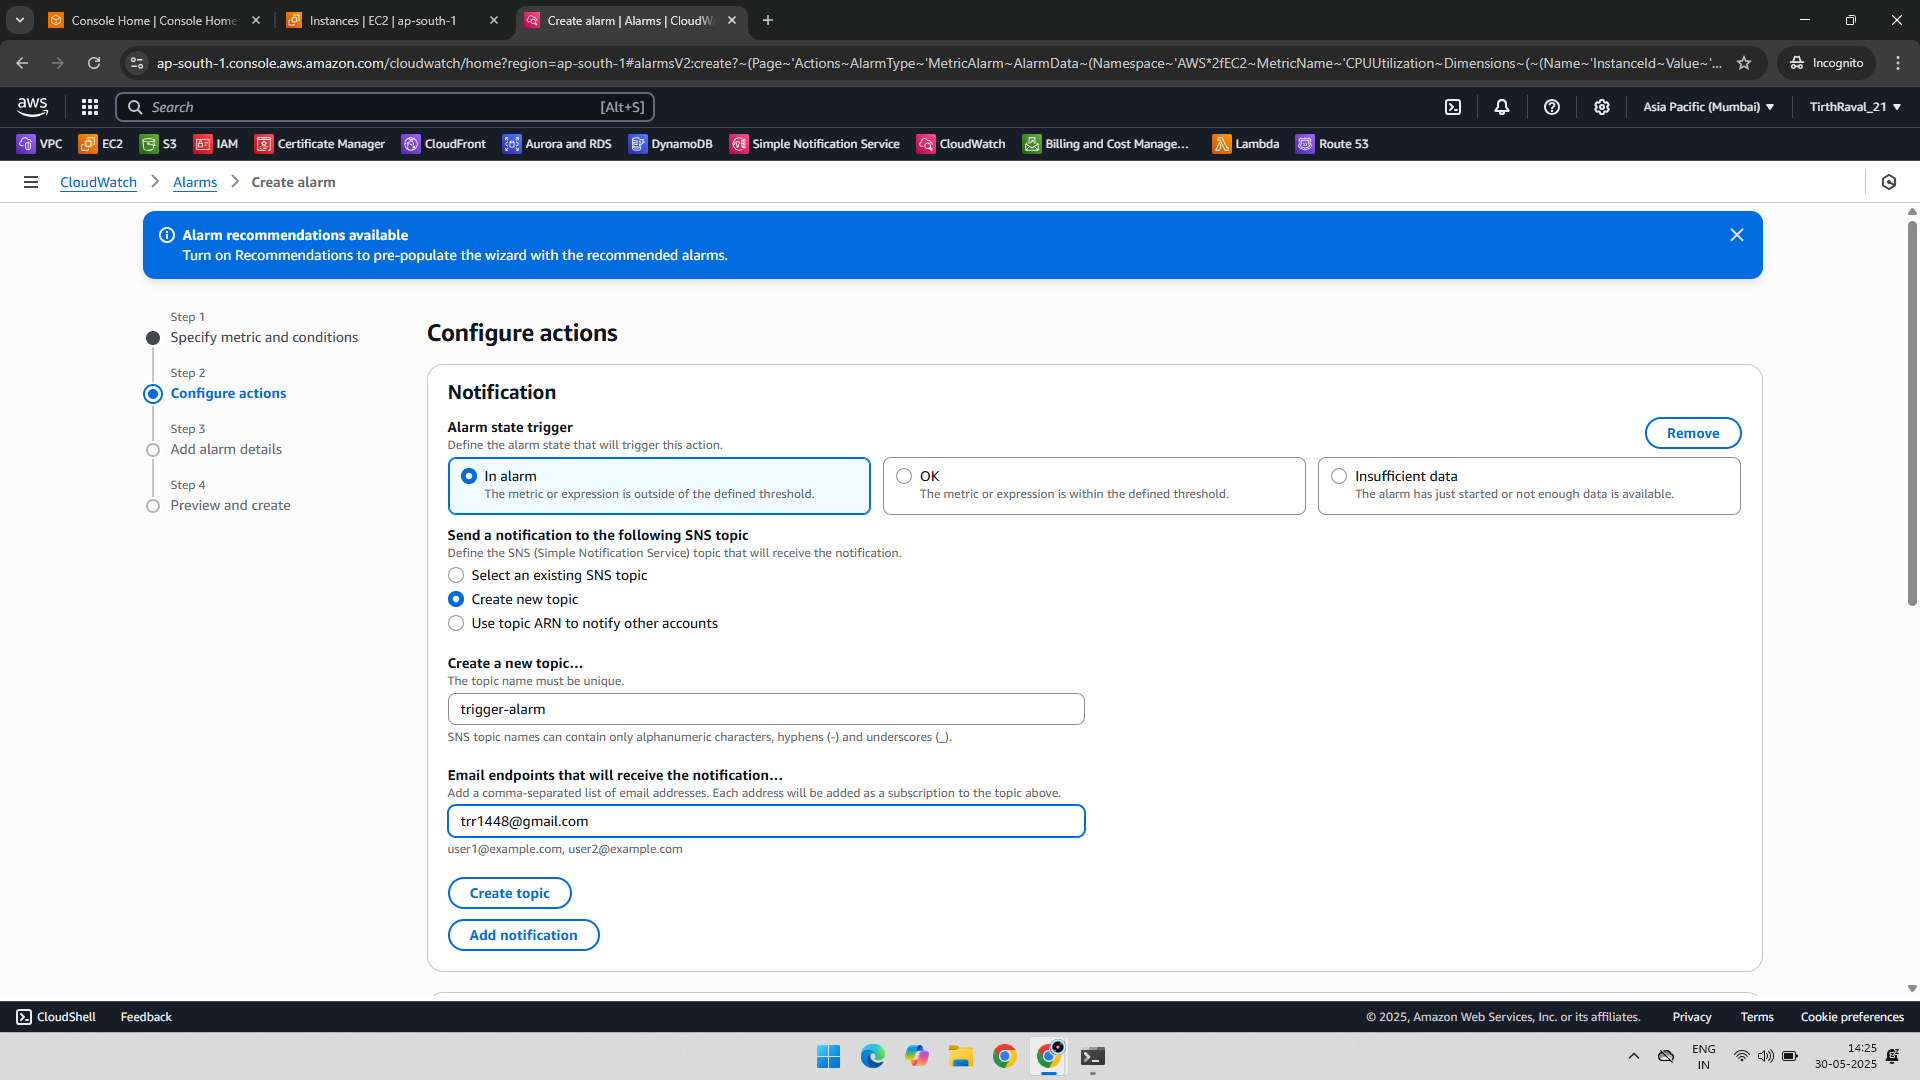 Console Home | Console Home
Instances | EC2 | ap-south-1
Create alarm | Alarms | CloudW
ap-south-1.console.aws.amazon.com/cloudwatch/home?region=ap-south-1#alarmsV2:create?~(Page~'Actions~AlarmType~'MetricAlarm~AlarmData~(Namespace~'AWS*2fEC2~MetricName~'CPUUtilization~Dimensions~(~(Name~'InstanceId~Value~'...
Incognito
aws
Search
[Alt+S]
Asia Pacific (Mumbai)
TirthRaval_21
VPC
EC2
S3
IAM
Certificate Manager
CloudFront
Aurora and RDS
DynamoDB
Simple Notification Service
CloudWatch
Billing and Cost Manage...
Lambda
Route 53
CloudWatch
Alarms
Create alarm
Alarm recommendations available
Turn on Recommendations to pre-populate the wizard with the recommended alarms.
Step 1
Specify metric and conditions
Step 2
Configure actions
Step 3
Add alarm details
Step 4
Preview and create
Configure actions
Notification
Alarm state trigger
Define the alarm state that will trigger this action.
Remove
In alarm
The metric or expression is outside of the defined threshold.
OK
The metric or expression is within the defined threshold.
Insufficient data
The alarm has just started or not enough data is available.
Send a notification to the following SNS topic
Define the SNS (Simple Notification Service) topic that will receive the notification.
Select an existing SNS topic
Create new topic
Use topic ARN to notify other accounts
Create a new topic...
The topic name must be unique.
trigger-alarm
SNS topic names can contain only alphanumeric characters, hyphens (-) and underscores (_).
Email endpoints that will receive the notification...
Add a comma-separated list of email addresses. Each address will be added as a subscription to the topic above.
trr1448@gmail.com
user1@example.com, user2@example.com
Create topic
Add notification
CloudShell
Feedback
© 2025, Amazon Web Services, Inc. or its affiliates.
Privacy
Terms
Cookie preferences
ENG
IN
14:25
30-05-2025